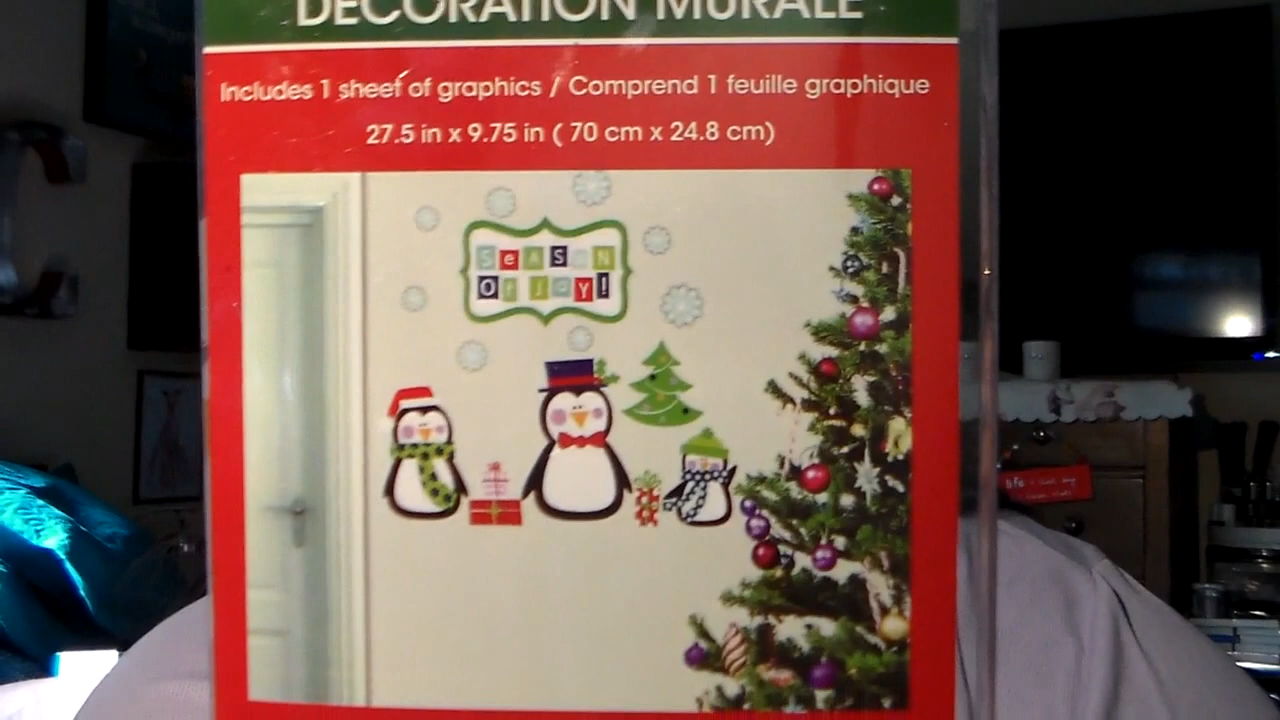 DÉCORATION MURALE
Includes 1 sheet of graphics / Comprend 1 feuille graphique
27.5 in x 9.75 in ( 70 cm x 24.8 cm)
SeASoN
OF JoY!
life